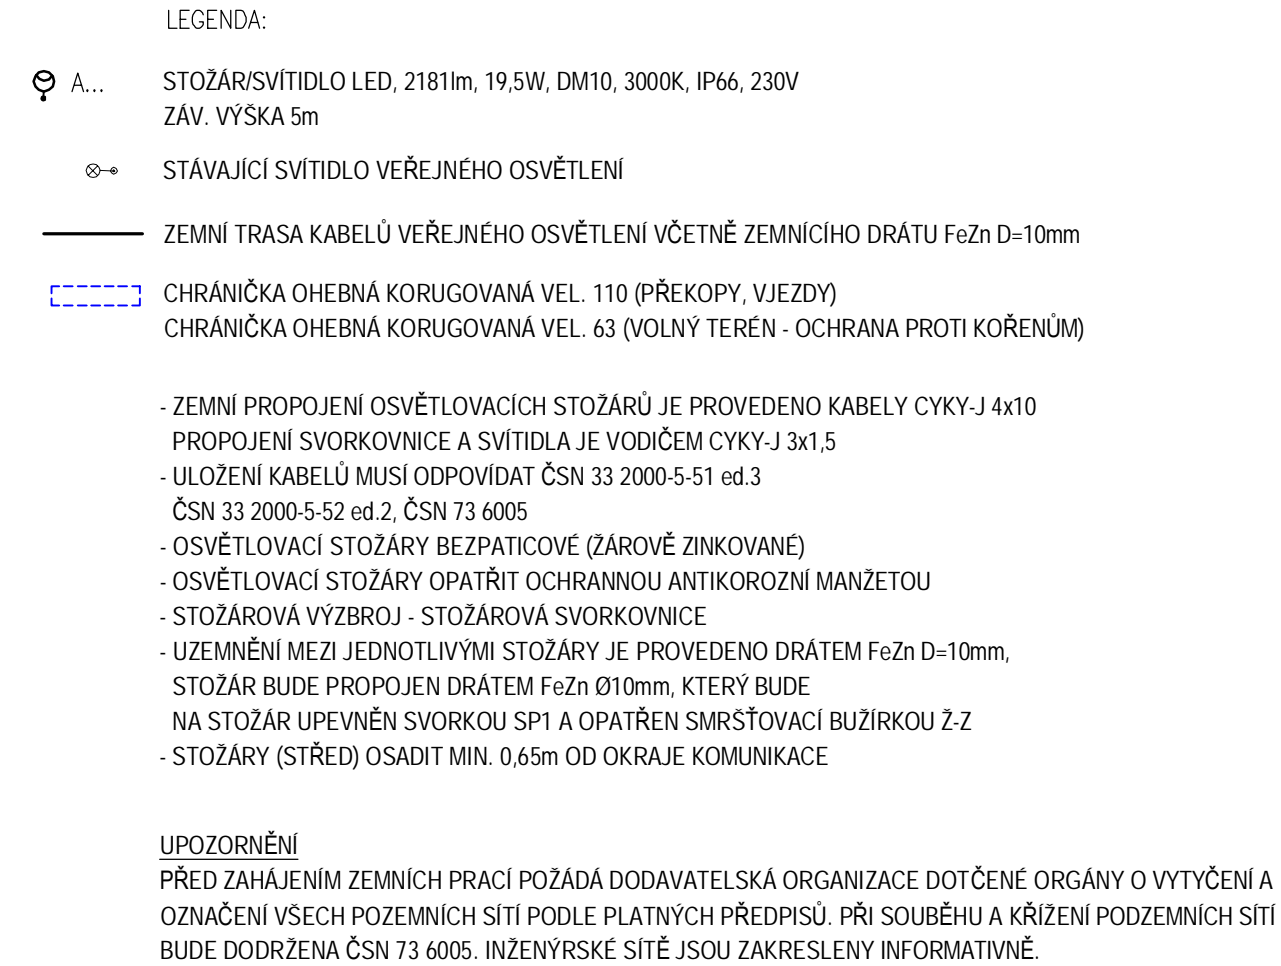 LEGENDA:
A... STOŽÁR/SVÍTIDLO LED, 2181lm, 19,5W, DM10, 3000K, IP66, 230V
ZÁV. VÝŠKA 5m
STÁVAJÍCÍ SVÍTIDLO VEŘEJNÉHO OSVĚTLENÍ
ZEMNÍ TRASA KABELŮ VEŘEJNÉHO OSVĚTLENÍ VČETNĚ ZEMNÍCÍHO DRÁTU FeZn D=10mm
CHRÁNIČKA OHEBNÁ KORUGOVANÁ VEL. 110 (PŘEKOPY, VJEZDY)
CHRÁNIČKA OHEBNÁ KORUGOVANÁ VEL. 63 (VOLNÝ TERÉN - OCHRANA PROTI KOŘENŮM)
- ZEMNÍ PROPOJENÍ OSVĚTLOVACÍCH STOŽÁRŮ JE PROVEDENO KABELY CYKY-J 4x10
PROPOJENÍ SVORKOVNICE A SVÍTIDLA JE VODIČEM CYKY-J 3x1,5
- ULOŽENÍ KABELŮ MUSÍ ODPOVÍDAT ČSN 33 2000-5-51 ed.3
ČSN 33 2000-5-52 ed.2, ČSN 73 6005
- OSVĚTLOVACÍ STOŽÁRY BEZPATICOVÉ (ŽÁROVĚ ZINKOVANÉ)
- OSVĚTLOVACÍ STOŽÁRY OPATŘIT OCHRANNOU ANTIKOROZNÍ MANŽETOU
- STOŽÁROVÁ VÝZBROJ - STOŽÁROVÁ SVORKOVNICE
- UZEMNĚNÍ MEZI JEDNOTLIVÝMI STOŽÁRY JE PROVEDENO DRÁTEM FeZn D=10mm,
STOŽÁR BUDE PROPOJEN DRÁTEM FeZn Ø10mm, KTERÝ BUDE
NA STOŽÁR UPEVNĚN SVORKOU SP1 A OPATŘEN SMRŠŤOVACÍ BUŽÍRKOU Ž-Z
- STOŽÁRY (STŘED) OSADIT MIN. 0,65m OD OKRAJE KOMUNIKACE
UPOZORNĚNÍ
PŘED ZAHÁJENÍM ZEMNÍCH PRACÍ POŽÁDÁ DODAVATELSKÁ ORGANIZACE DOTČENÉ ORGÁNY O VYTYČENÍ A
OZNAČENÍ VŠECH POZEMNÍCH SÍTÍ PODLE PLATNÝCH PŘEDPISŮ. PŘI SOUBĚHU A KŘÍŽENÍ PODZEMNÍCH SÍTÍ
BUDE DODRŽENA ČSN 73 6005. INŽENÝRSKÉ SÍTĚ JSOU ZAKRESLENY INFORMATIVNĚ.